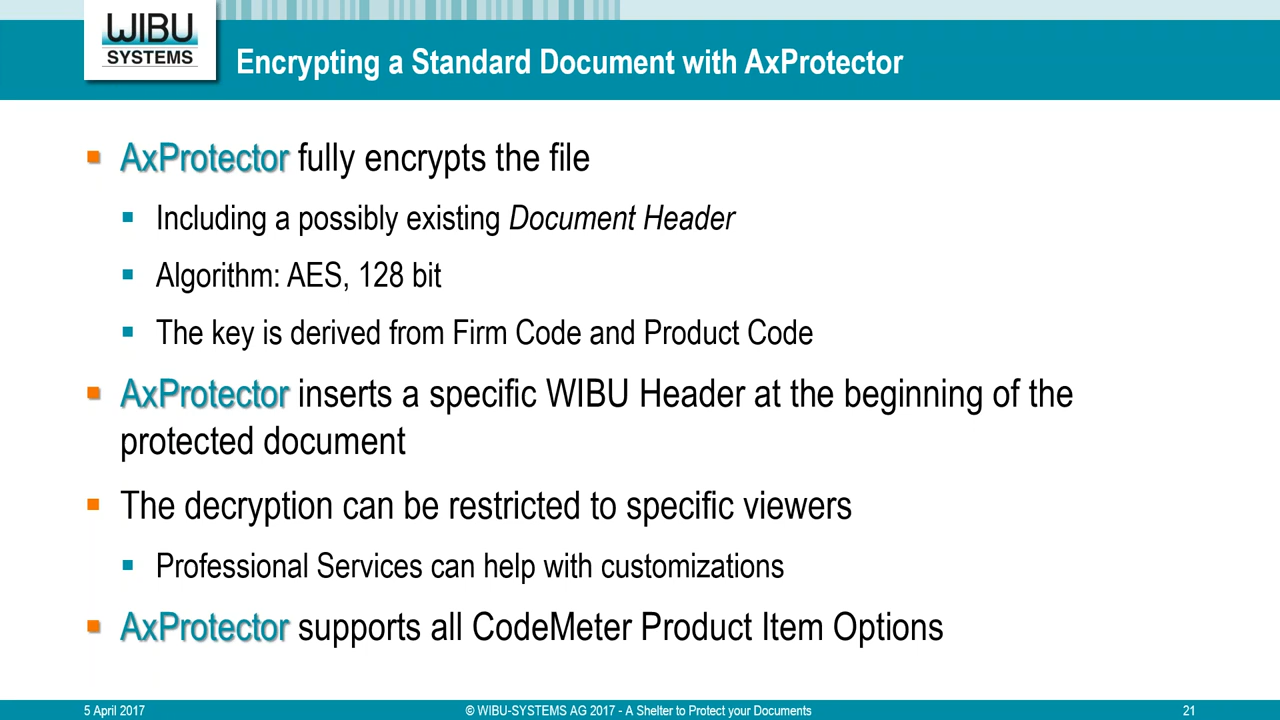 WIBU
SYSTEMS
Encrypting a Standard Document with AxProtector
AxProtector fully encrypts the file
Including a possibly existing Document Header
Algorithm: AES, 128 bit
The key is derived from Firm Code and Product Code
AxProtector inserts a specific WIBU Header at the beginning of the
protected document
The decryption can be restricted to specific viewers
Professional Services can help with customizations
AxProtector supports all CodeMeter Product Item Options
5 April 2017
© WIBU-SYSTEMS AG 2017 - A Shelter to Protect your Documents
21